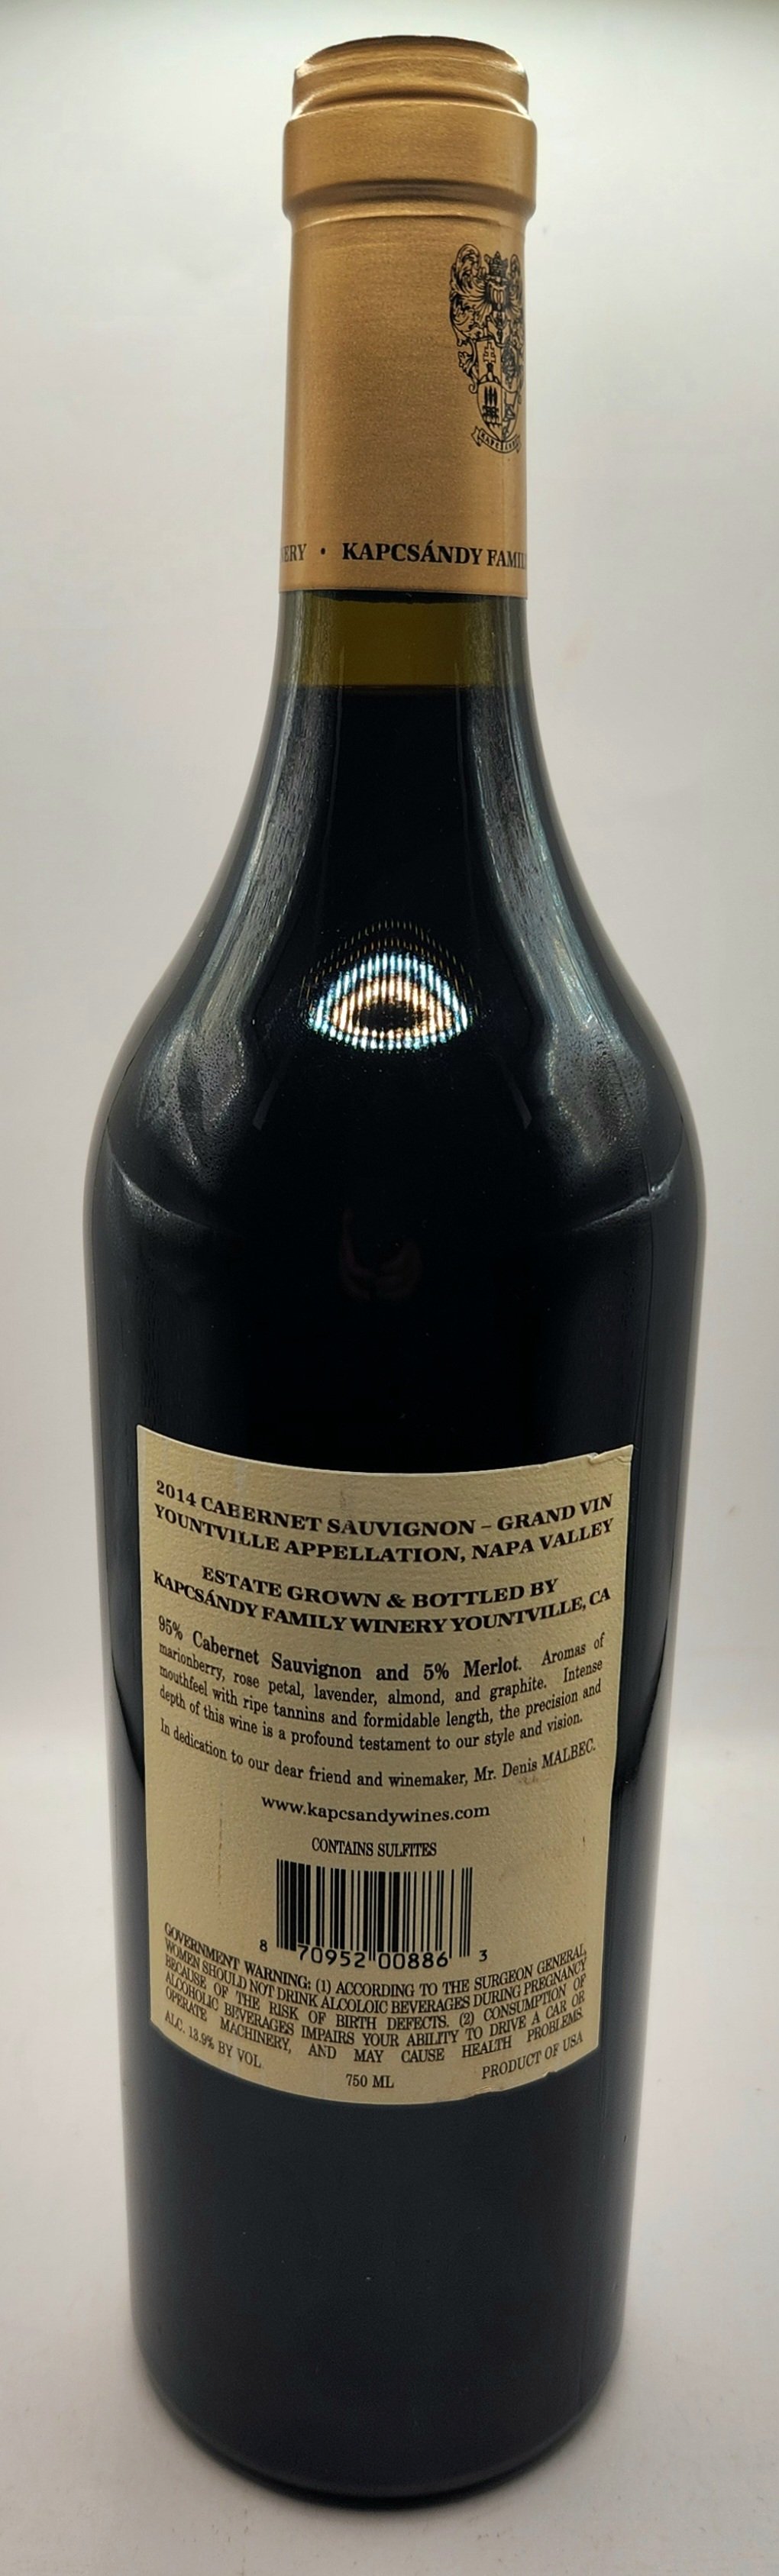 KAPCSÁNDY
ERY • KAPCSÁNDY FAMIL
2014 CABERNET SAUVIGNON – GRAND VIN
YOUNTVILLE APPELLATION, NAPA VALLEY
ESTATE GROWN & BOTTLED BY
KAPCSÁNDY FAMILY WINERY YOUNTVILLE, CA
95% Cabernet Sauvignon and 5% Merlot. Aromas of
marionberry, rose petal, lavender, almond, and graphite. Intense
mouthfeel with ripe tannins and formidable length, the precision and
depth of this wine is a profound testament to our style and vision.
In dedication to our dear friend and winemaker, Mr. Denis MALBEC.
www.kapcsandywines.com
CONTAINS SULFITES
8 70952 00886 3
GOVERNMENT WARNING: (1) ACCORDING TO THE SURGEON GENERAL,
WOMEN SHOULD NOT DRINK ALCOLOIC BEVERAGES DURING PREGNANCY
BECAUSE OF THE RISK OF BIRTH DEFECTS. (2) CONSUMPTION OF
ALCOHOLIC BEVERAGES IMPAIRS YOUR ABILITY TO DRIVE A CAR OR
OPERATE MACHINERY, AND MAY CAUSE HEALTH PROBLEMS.
ALC. 13.9% BY VOL 750 ML PRODUCT OF USA